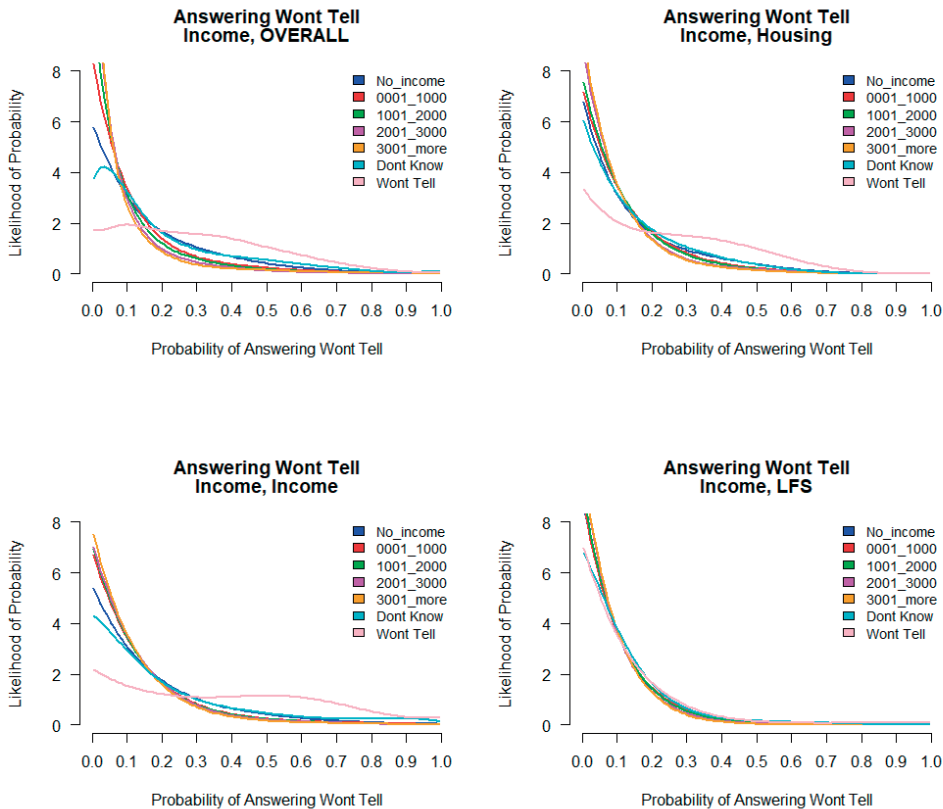 Answering Wont Tell
Income, OVERALL
Likelihood of Probability
8
6
4
2
0
No_income
0001_1000
1001_2000
2001_3000
3001_more
Dont Know
Wont Tell
0.0 0.1 0.2 0.3 0.4 0.5 0.6 0.7 0.8 0.9 1.0
Probability of Answering Wont Tell
Answering Wont Tell
Income, Housing
Likelihood of Probability
8
6
4
2
0
No_income
0001_1000
1001_2000
2001_3000
3001_more
Dont Know
Wont Tell
0.0 0.1 0.2 0.3 0.4 0.5 0.6 0.7 0.8 0.9 1.0
Probability of Answering Wont Tell
Answering Wont Tell
Income, Income
Likelihood of Probability
8
6
4
2
0
No_income
0001_1000
1001_2000
2001_3000
3001_more
Dont Know
Wont Tell
0.0 0.1 0.2 0.3 0.4 0.5 0.6 0.7 0.8 0.9 1.0
Probability of Answering Wont Tell
Answering Wont Tell
Income, LFS
Likelihood of Probability
8
6
4
2
0
No_income
0001_1000
1001_2000
2001_3000
3001_more
Dont Know
Wont Tell
0.0 0.1 0.2 0.3 0.4 0.5 0.6 0.7 0.8 0.9 1.0
Probability of Answering Wont Tell